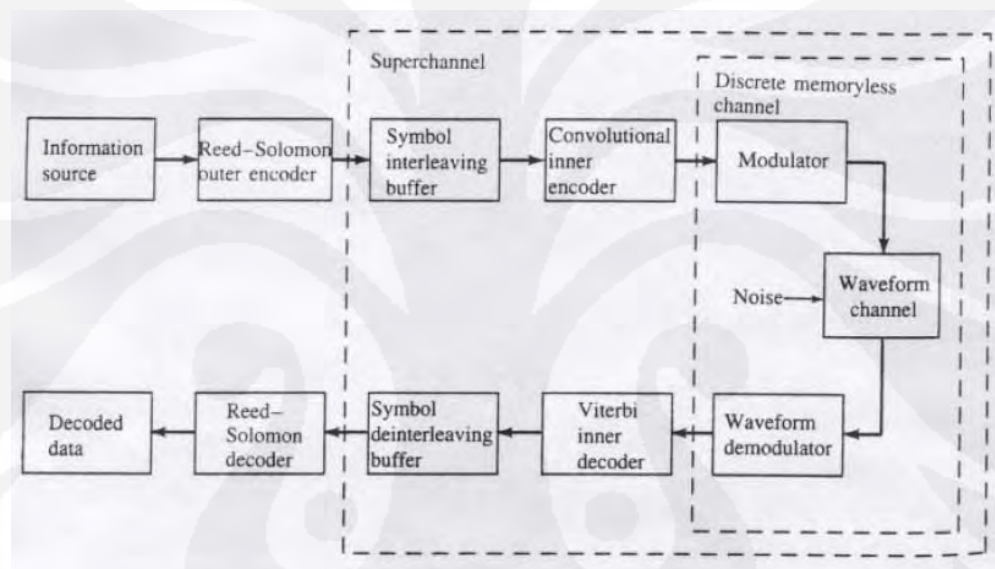 Superchannel
Discrete memoryless
channel
Information
source
Reed–Solomon
outer encoder
Symbol
interleaving
buffer
Convolutional
inner
encoder
Modulator
Noise
Waveform
channel
Decoded
data
Reed–
Solomon
decoder
Symbol
deinterleaving
buffer
Viterbi
inner
decoder
Waveform
demodulator